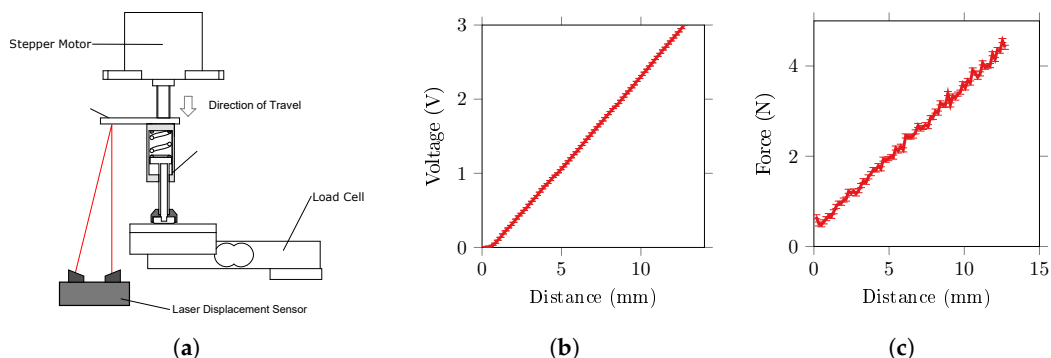 Stepper Motor
Direction of Travel
Load Cell
Laser Displacement Sensor
(a)
Voltage (V)
3
2
1
0
0 5 10
Distance (mm)
(b)
Force (N)
4
2
0
0 5 10 15
Distance (mm)
(c)